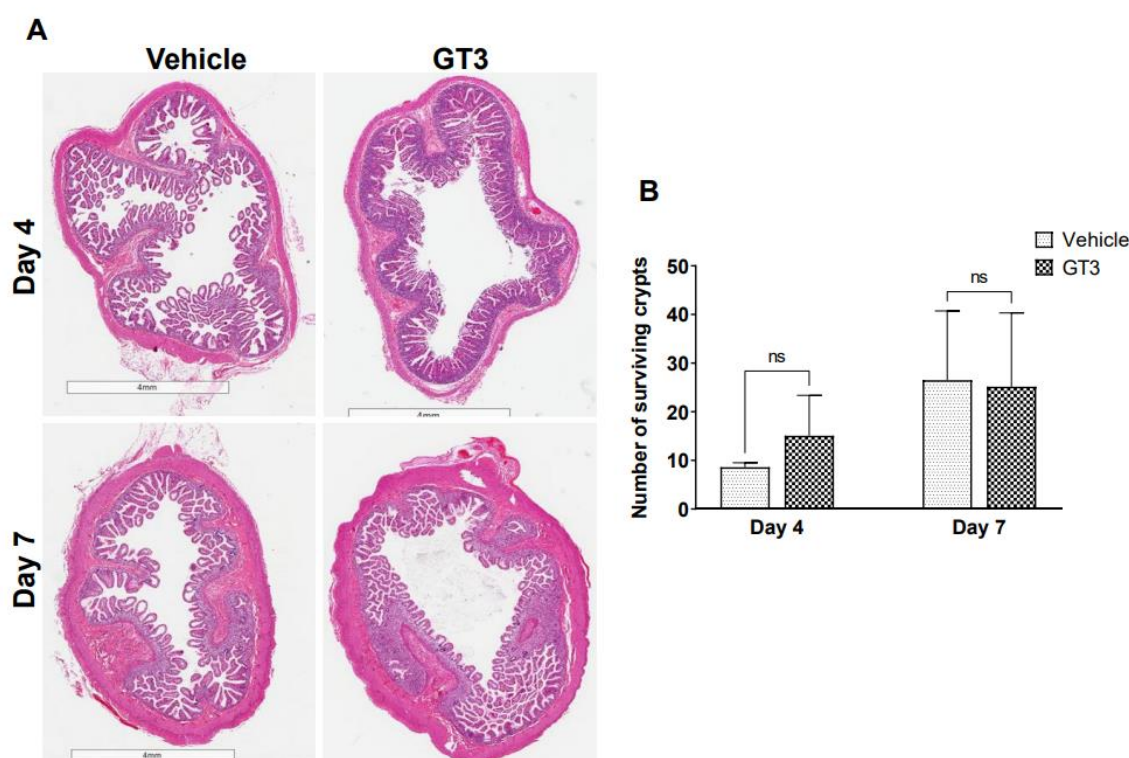 A
Vehicle GT3
Day 4
4mm
4mm
Day 7
4mm
B
Vehicle
GT3
Number of surviving crypts
50
40
30
20
10
0
ns
ns
Day 4 Day 7